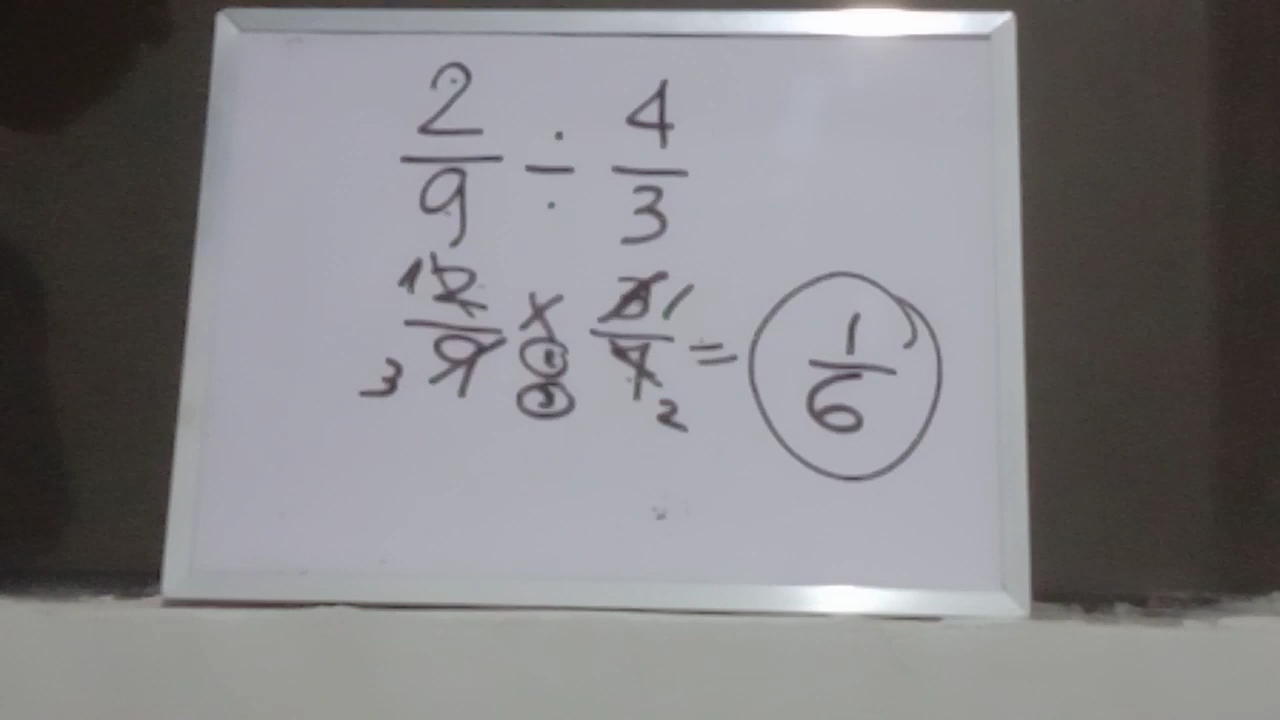 2/9 ÷ 4/3
1 2/9 3 × 3/4 1 2 = 1/6